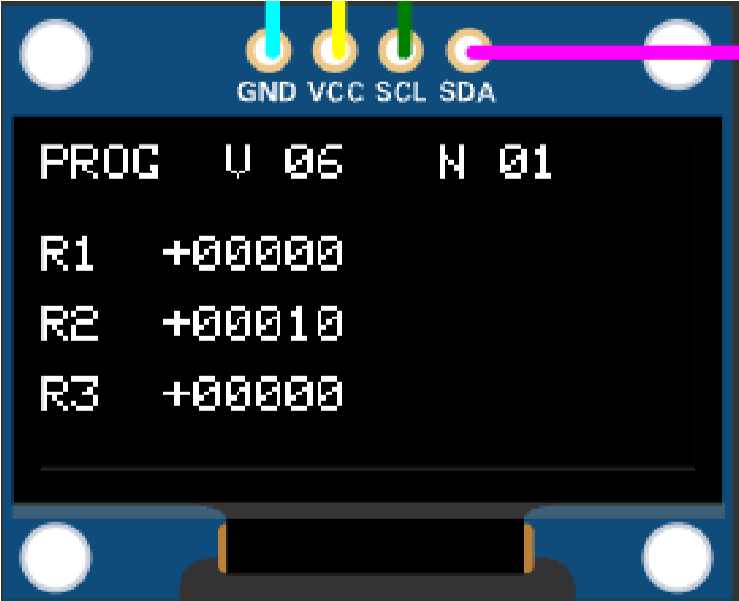 GND VCC SCL SDA
PROG V 06 N 01
R1 +00000
R2 +00010
R3 +00000